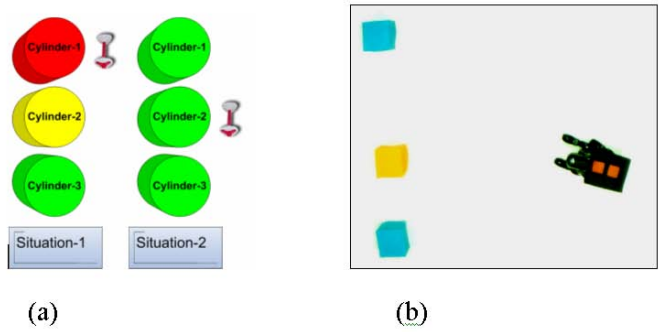 Cylinder-1 Cylinder-1
Cylinder-2 Cylinder-2
Cylinder-3 Cylinder-3
Situation-1 Situation-2
(a) (b)